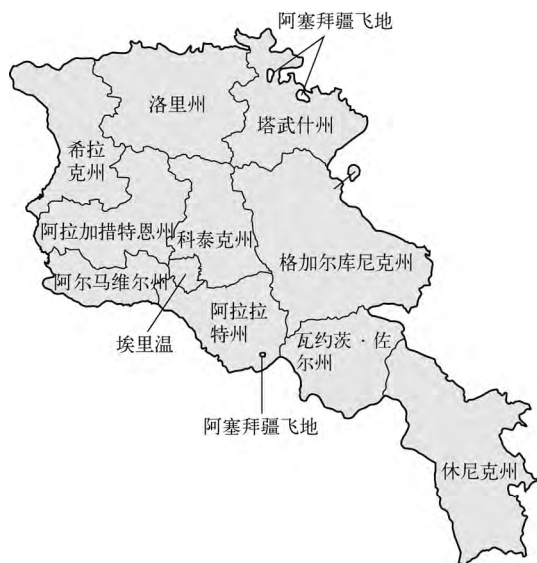 阿塞拜疆飞地
洛里州
塔武什州
希拉
克州
阿拉加措特恩州
科泰克州
格加尔库尼克州
阿尔马维尔州
阿拉拉
特州
埃里温
瓦约茨·佐
尔州
阿塞拜疆飞地
休尼克州